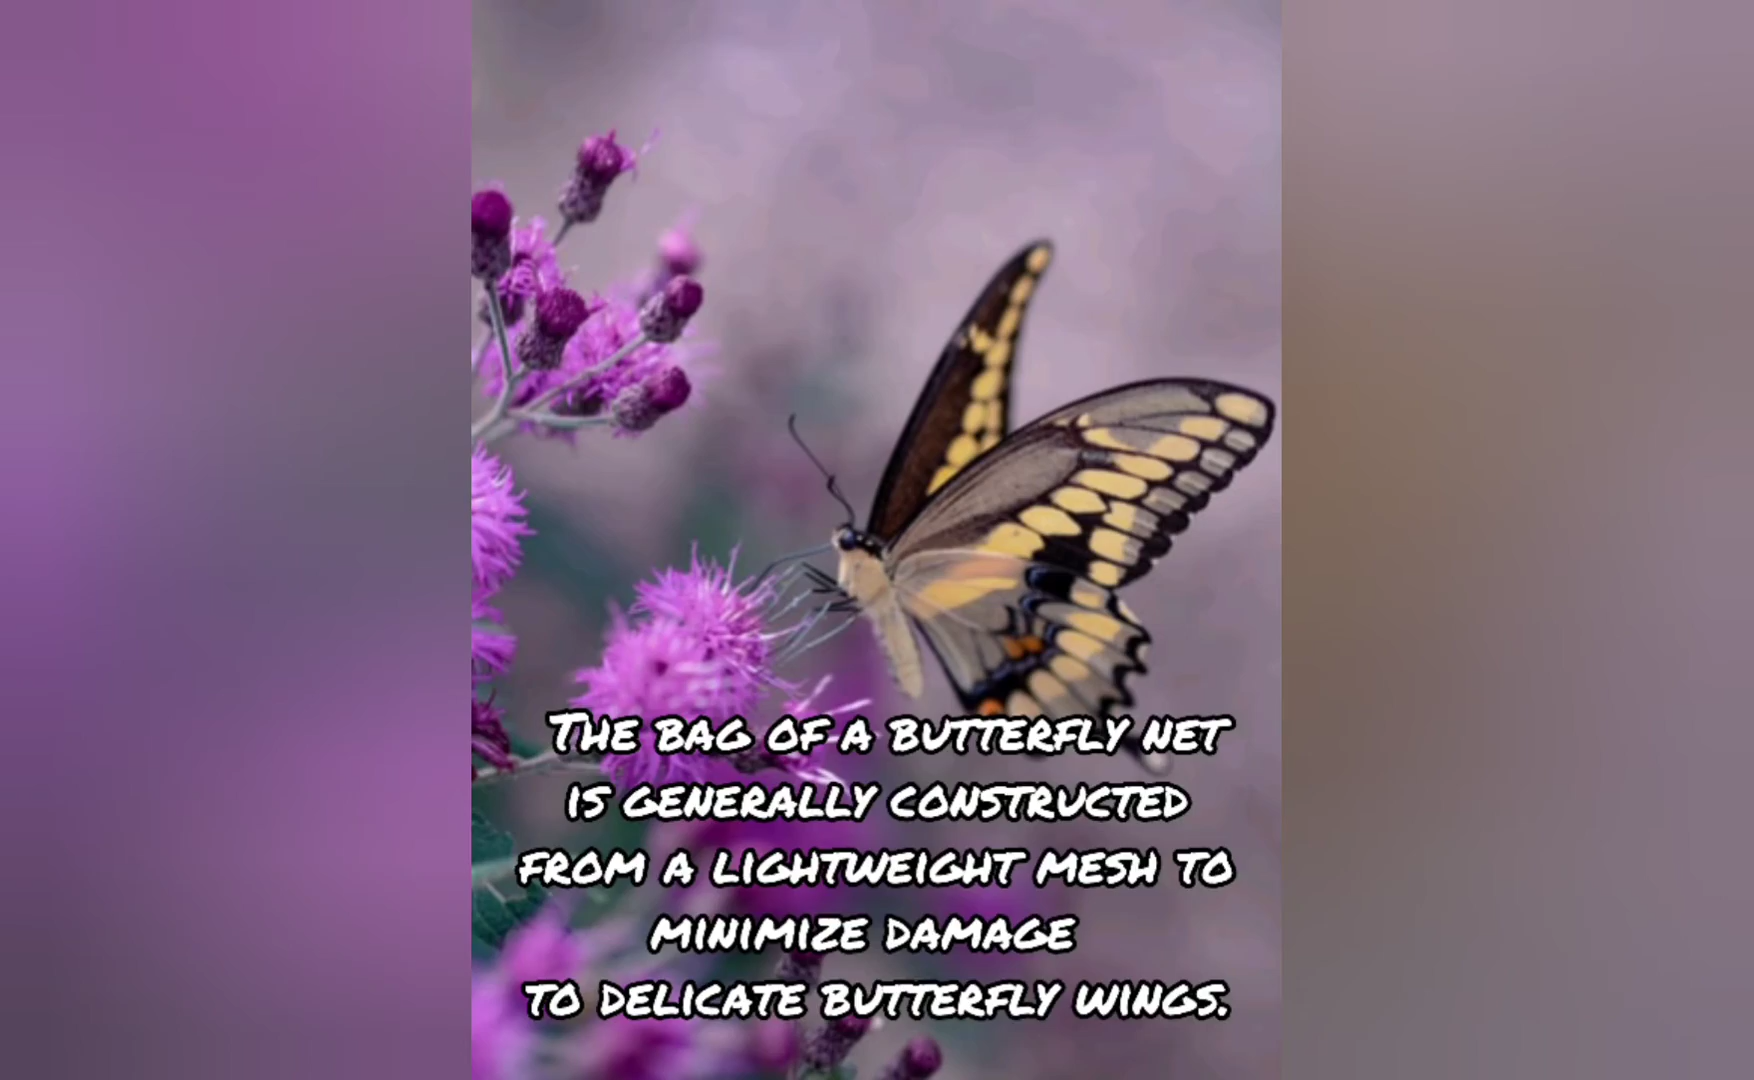 The bag of a butterfly net
is generally constructed
from a lightweight mesh to
minimize damage
to delicate butterfly wings.